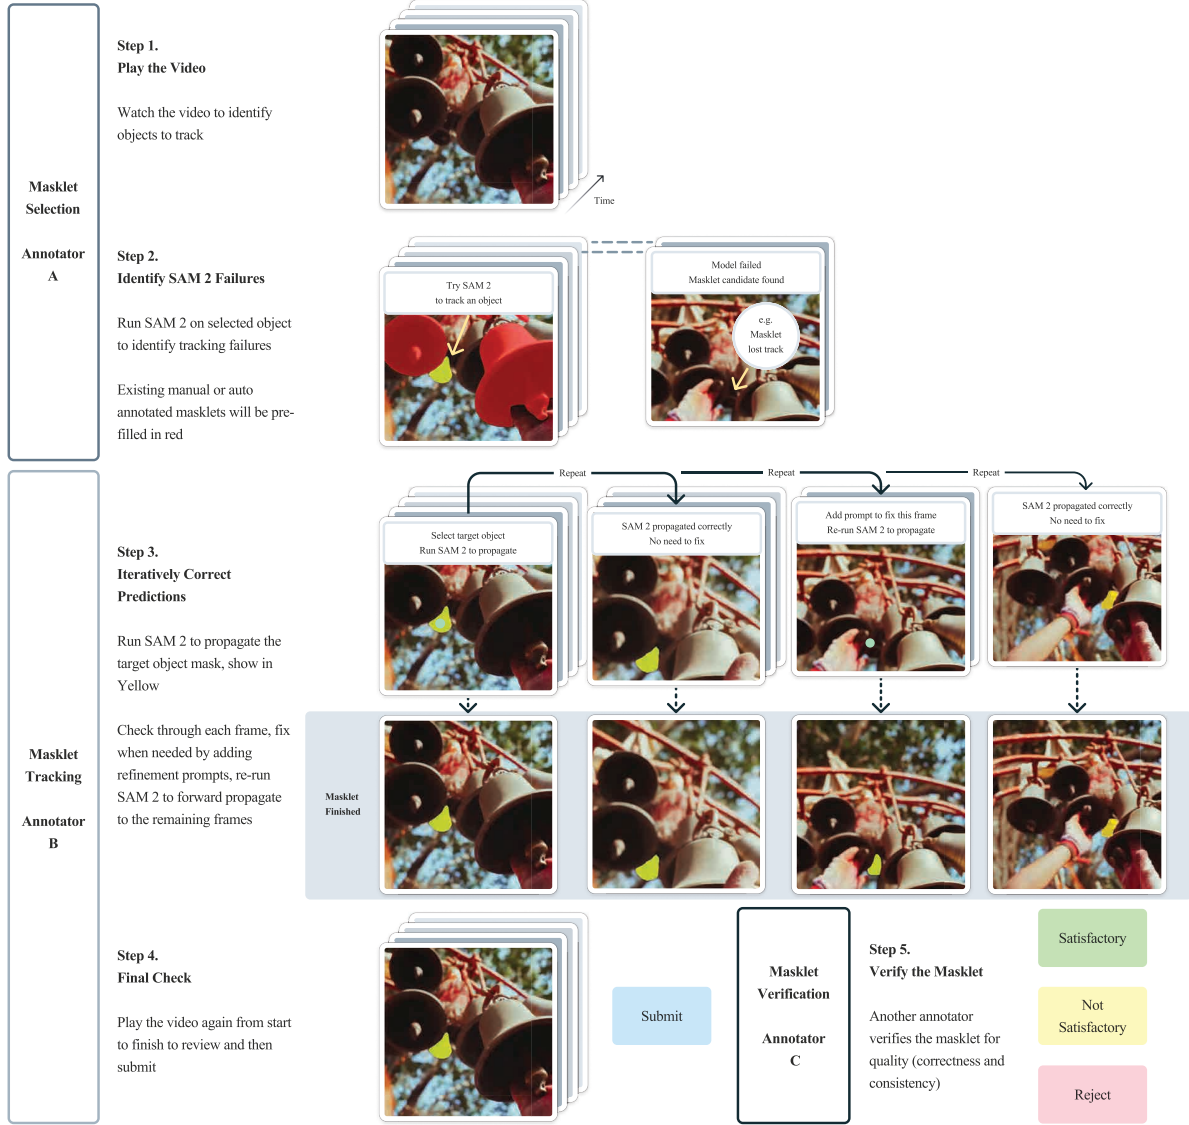 Masklet
Selection
Annotator
A
Step 1.
Play the Video
Watch the video to identify
objects to track
Time
Step 2.
Identify SAM 2 Failures
Run SAM 2 on selected object
to identify tracking failures
Existing manual or auto
annotated masklets will be pre-
filled in red
Try SAM 2
to track an object
Model failed
Masklet candidate found
e.g.
Masklet
lost track
Masklet
Tracking
Annotator
B
Step 3.
Iteratively Correct
Predictions
Run SAM 2 to propagate the
target object mask, show in
Yellow
Check through each frame, fix
when needed by adding
refinement prompts, re-run
SAM 2 to forward propagate
to the remaining frames
Repeat
Repeat
Repeat
Select target object
Run SAM 2 to propagate
SAM 2 propagated correctly
No need to fix
Add prompt to fix this frame
Re-run SAM 2 to propagate
SAM 2 propagated correctly
No need to fix
Masklet
Finished
Step 4.
Final Check
Play the video again from start
to finish to review and then
submit
Submit
Masklet
Verification
Annotator
C
Step 5.
Verify the Masklet
Another annotator
verifies the masklet for
quality (correctness and
consistency)
Satisfactory
Not
Satisfactory
Reject